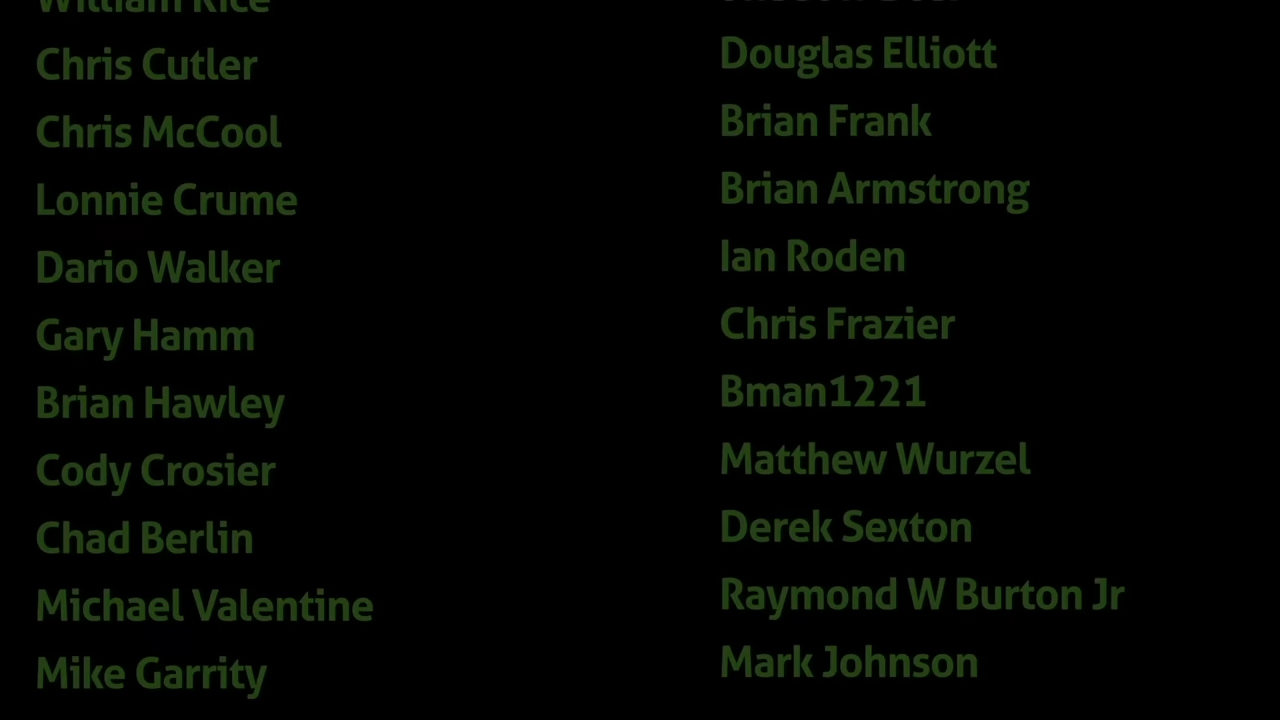 William Rice
Chris Cutler
Chris McCool
Lonnie Crume
Dario Walker
Gary Hamm
Brian Hawley
Cody Crosier
Chad Berlin
Michael Valentine
Mike Garrity
Douglas Elliott
Brian Frank
Brian Armstrong
Ian Roden
Chris Frazier
Bman1221
Matthew Wurzel
Derek Sexton
Raymond W Burton Jr
Mark Johnson